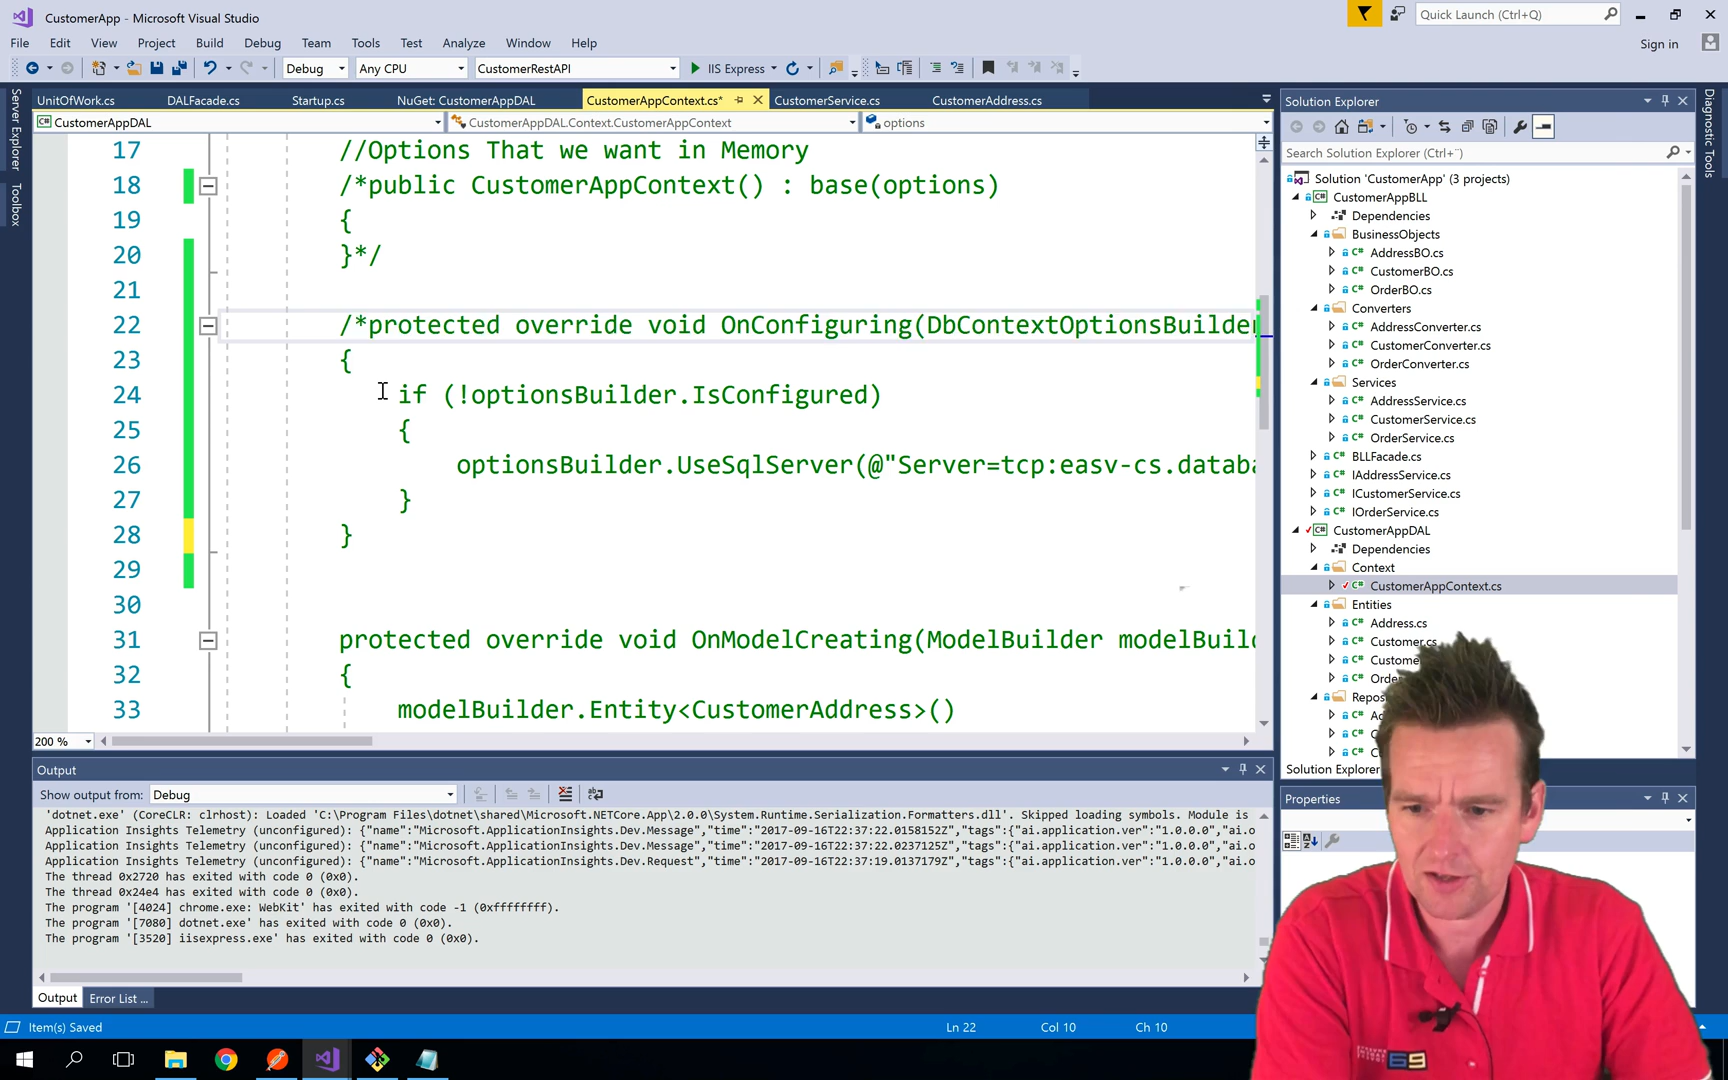 CustomerApp - Microsoft Visual Studio
Quick Launch (Ctrl+Q)
File Edit View Project Build Debug Team Tools Test Analyze Window Help
Sign in
Debug Any CPU CustomerRestAPI IIS Express
UnitOfWork.cs DALFacade.cs Startup.cs NuGet: CustomerAppDAL CustomerAppContext.cs* CustomerService.cs CustomerAddress.cs
CustomerAppDAL CustomerAppDAL.Context.CustomerAppContext options
Server Explorer
Toolbox
17 //Options That we want in Memory
18 /*public CustomerAppContext() : base(options)
19 {
20 }*/
21
22 /*protected override void OnConfiguring(DbContextOptionsBuilder
23 {
24 if (!optionsBuilder.IsConfigured)
25 {
26 optionsBuilder.UseSqlServer(@"Server=tcp:easv-cs.databa
27 }
28 }
29
30
31 protected override void OnModelCreating(ModelBuilder modelBuild
32 {
33 modelBuilder.Entity<CustomerAddress>()
200 %
Output
Show output from: Debug
'dotnet.exe' (CoreCLR: clrhost): Loaded 'C:\Program Files\dotnet\shared\Microsoft.NETCore.App\2.0.0\System.Runtime.Serialization.Formatters.dll'. Skipped loading symbols. Module is
Application Insights Telemetry (unconfigured): {"name":"Microsoft.ApplicationInsights.Dev.Message","time":"2017-09-16T22:37:22.0158152Z","tags":{"ai.application.ver":"1.0.0.0","ai.o
Application Insights Telemetry (unconfigured): {"name":"Microsoft.ApplicationInsights.Dev.Message","time":"2017-09-16T22:37:22.0237125Z","tags":{"ai.application.ver":"1.0.0.0","ai.o
Application Insights Telemetry (unconfigured): {"name":"Microsoft.ApplicationInsights.Dev.Request","time":"2017-09-16T22:37:19.0137179Z","tags":{"ai.application.ver":"1.0.0.0","ai.o
The thread 0x2720 has exited with code 0 (0x0).
The thread 0x24e4 has exited with code 0 (0x0).
The program '[4024] chrome.exe: WebKit' has exited with code -1 (0xffffffff).
The program '[7080] dotnet.exe' has exited with code 0 (0x0).
The program '[3520] iisexpress.exe' has exited with code 0 (0x0).
Output Error List ...
Item(s) Saved Ln 22 Col 10 Ch 10
Solution Explorer
Search Solution Explorer (Ctrl+¨)
Solution 'CustomerApp' (3 projects)
CustomerAppBLL
Dependencies
BusinessObjects
AddressBO.cs
CustomerBO.cs
OrderBO.cs
Converters
AddressConverter.cs
CustomerConverter.cs
OrderConverter.cs
Services
AddressService.cs
CustomerService.cs
OrderService.cs
BLLFacade.cs
IAddressService.cs
ICustomerService.cs
IOrderService.cs
CustomerAppDAL
Dependencies
Context
CustomerAppContext.cs
Entities
Address.cs
Customer.cs
Custome
Ord
Repos
Ad
C
C
Solution Explorer
Properties
Diagnostic Tools